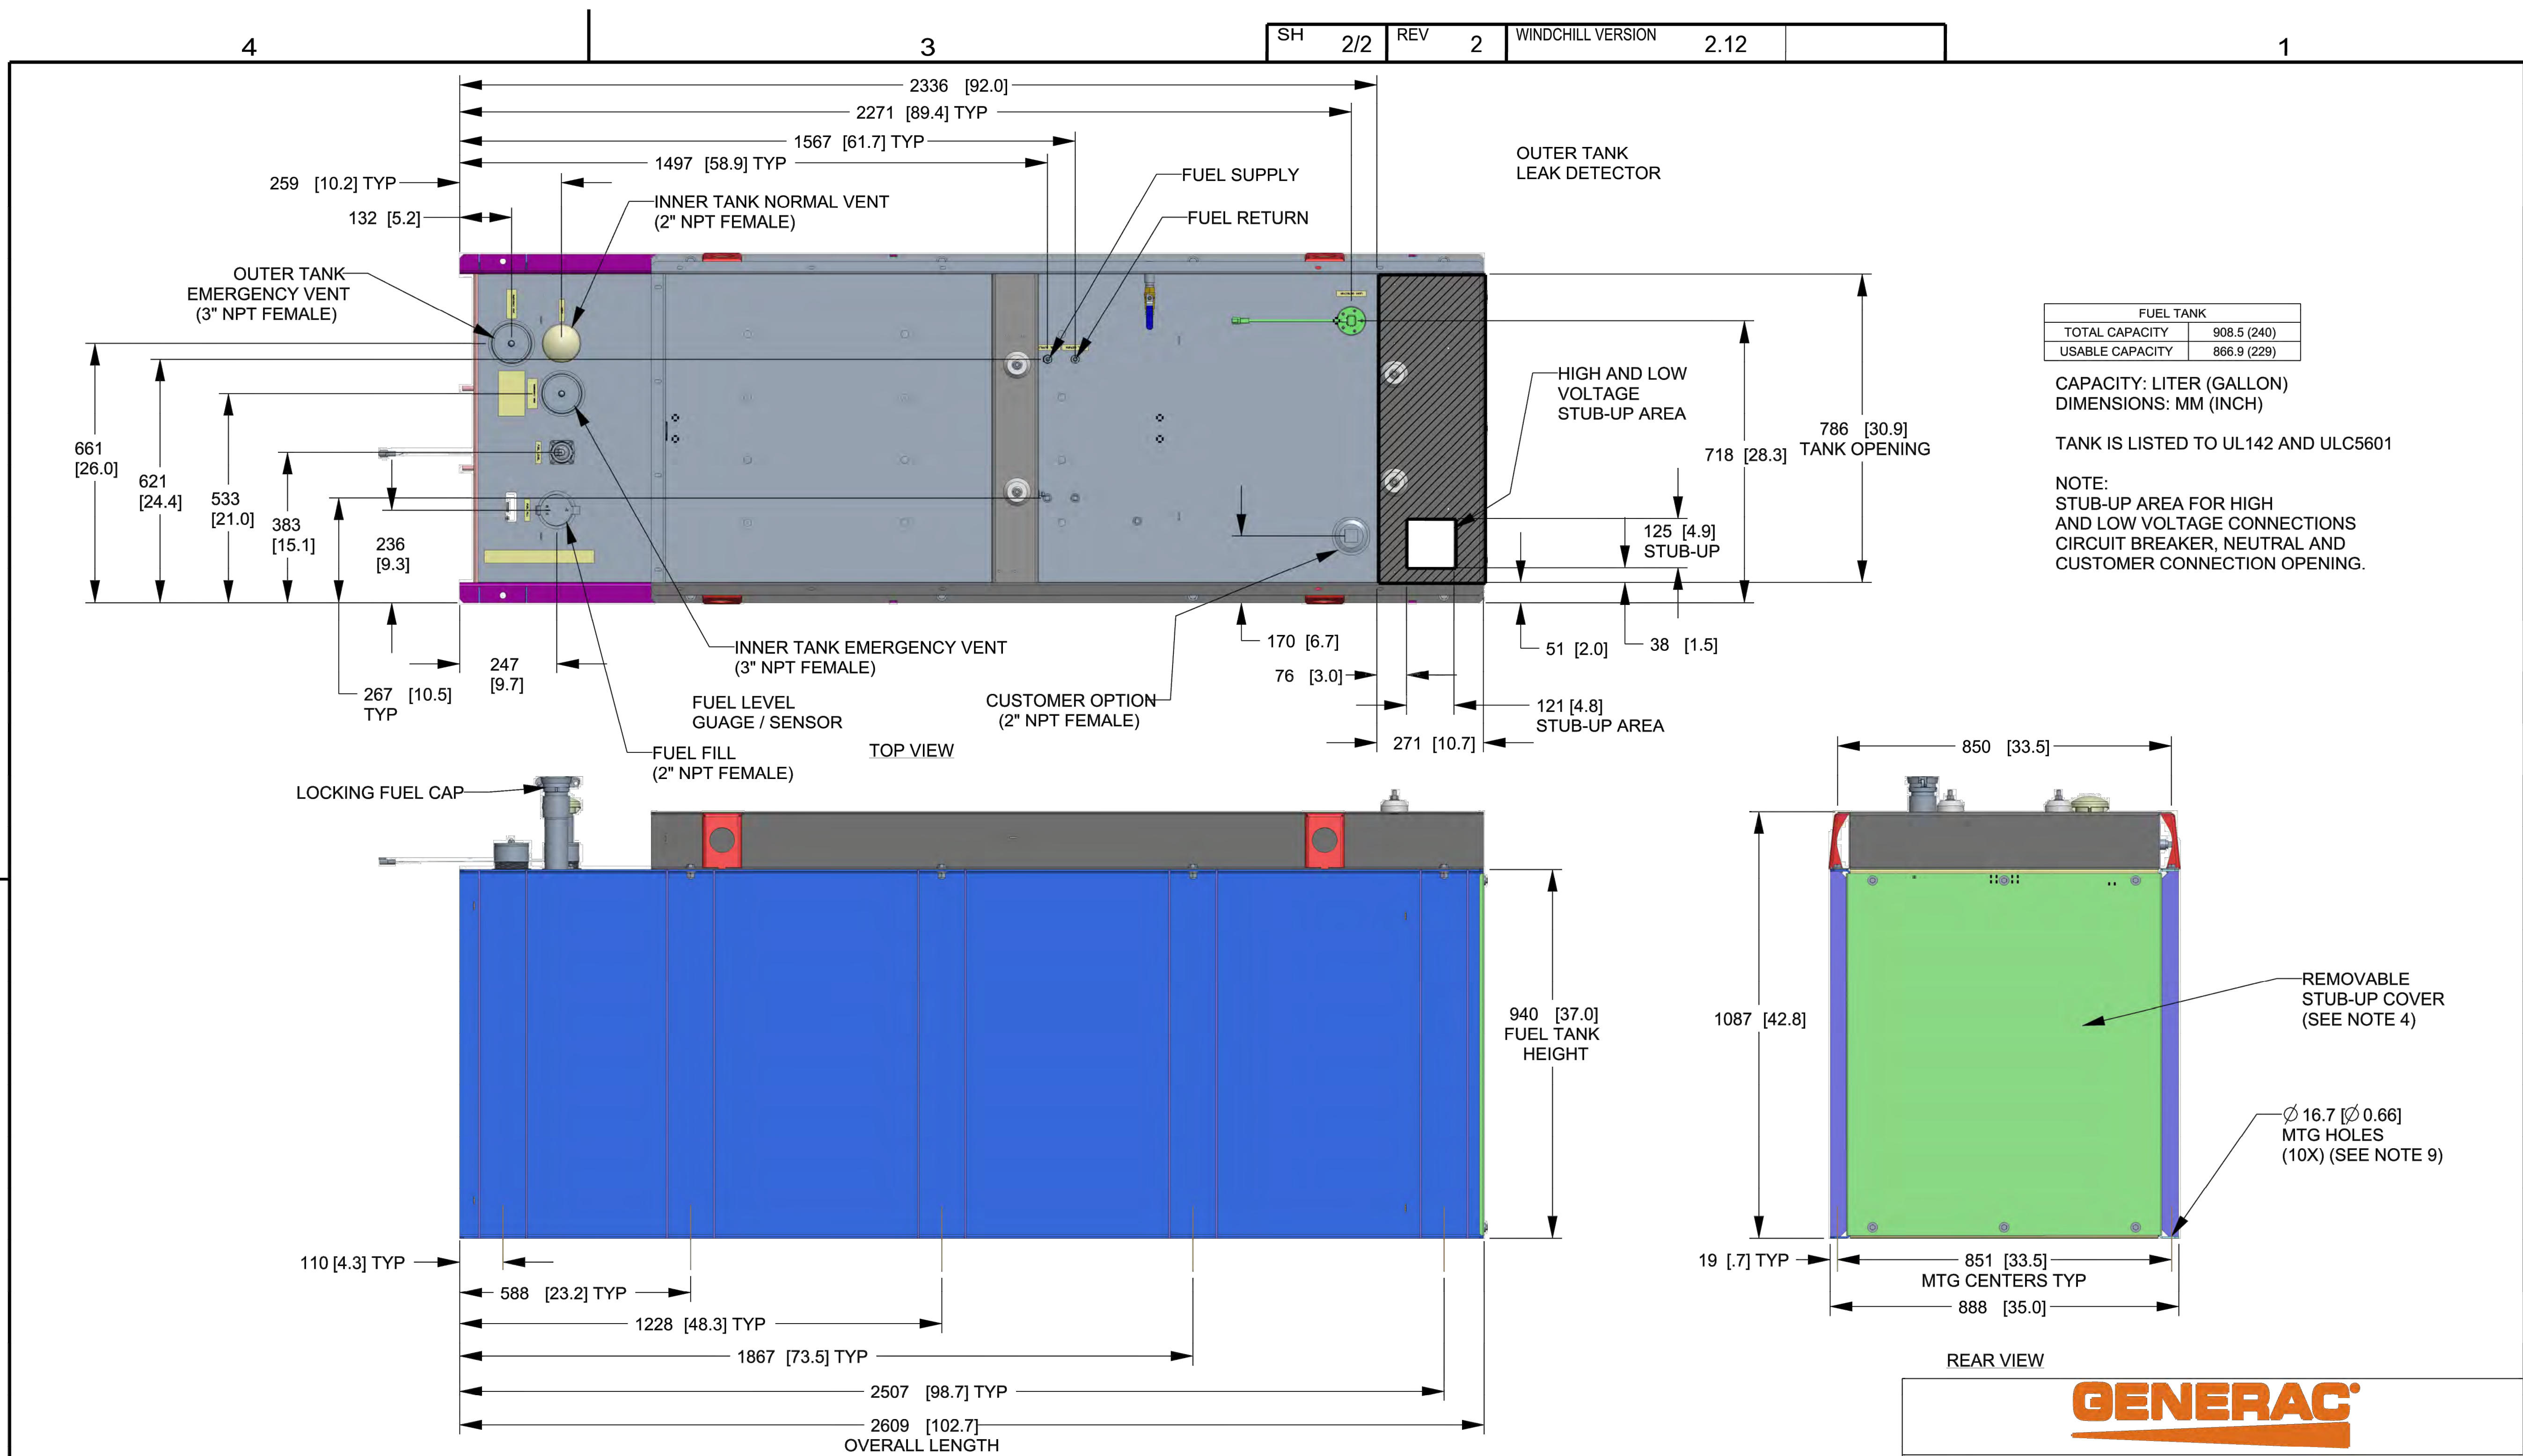 4
3
SH 2/2
REV 2
WINDCHILL VERSION 2.12
1
2336 [92.0]
2271 [89.4] TYP
1567 [61.7] TYP
1497 [58.9] TYP
259 [10.2] TYP
132 [5.2]
INNER TANK NORMAL VENT
(2" NPT FEMALE)
FUEL SUPPLY
FUEL RETURN
OUTER TANK
LEAK DETECTOR
OUTER TANK
EMERGENCY VENT
(3" NPT FEMALE)
FUEL TANK
TOTAL CAPACITY 908.5 (240)
USABLE CAPACITY 866.9 (229)
CAPACITY: LITER (GALLON)
DIMENSIONS: MM (INCH)
TANK IS LISTED TO UL142 AND ULC5601
NOTE:
STUB-UP AREA FOR HIGH
AND LOW VOLTAGE CONNECTIONS
CIRCUIT BREAKER, NEUTRAL AND
CUSTOMER CONNECTION OPENING.
HIGH AND LOW
VOLTAGE
STUB-UP AREA
786 [30.9]
TANK OPENING
718 [28.3]
661
[26.0]
621
[24.4]
533
[21.0]
383
[15.1]
236
[9.3]
125 [4.9]
STUB-UP
267 [10.5]
TYP
247
[9.7]
INNER TANK EMERGENCY VENT
(3" NPT FEMALE)
FUEL LEVEL
GUAGE / SENSOR
FUEL FILL
(2" NPT FEMALE)
CUSTOMER OPTION
(2" NPT FEMALE)
170 [6.7]
76 [3.0]
51 [2.0]
38 [1.5]
121 [4.8]
STUB-UP AREA
271 [10.7]
TOP VIEW
LOCKING FUEL CAP
850 [33.5]
940 [37.0]
FUEL TANK
HEIGHT
1087 [42.8]
REMOVABLE
STUB-UP COVER
(SEE NOTE 4)
Ø 16.7 [Ø 0.66]
MTG HOLES
(10X) (SEE NOTE 9)
110 [4.3] TYP
588 [23.2] TYP
1228 [48.3] TYP
1867 [73.5] TYP
2507 [98.7] TYP
2609 [102.7]
OVERALL LENGTH
19 [.7] TYP
851 [33.5]
MTG CENTERS TYP
888 [35.0]
REAR VIEW
GENERAC